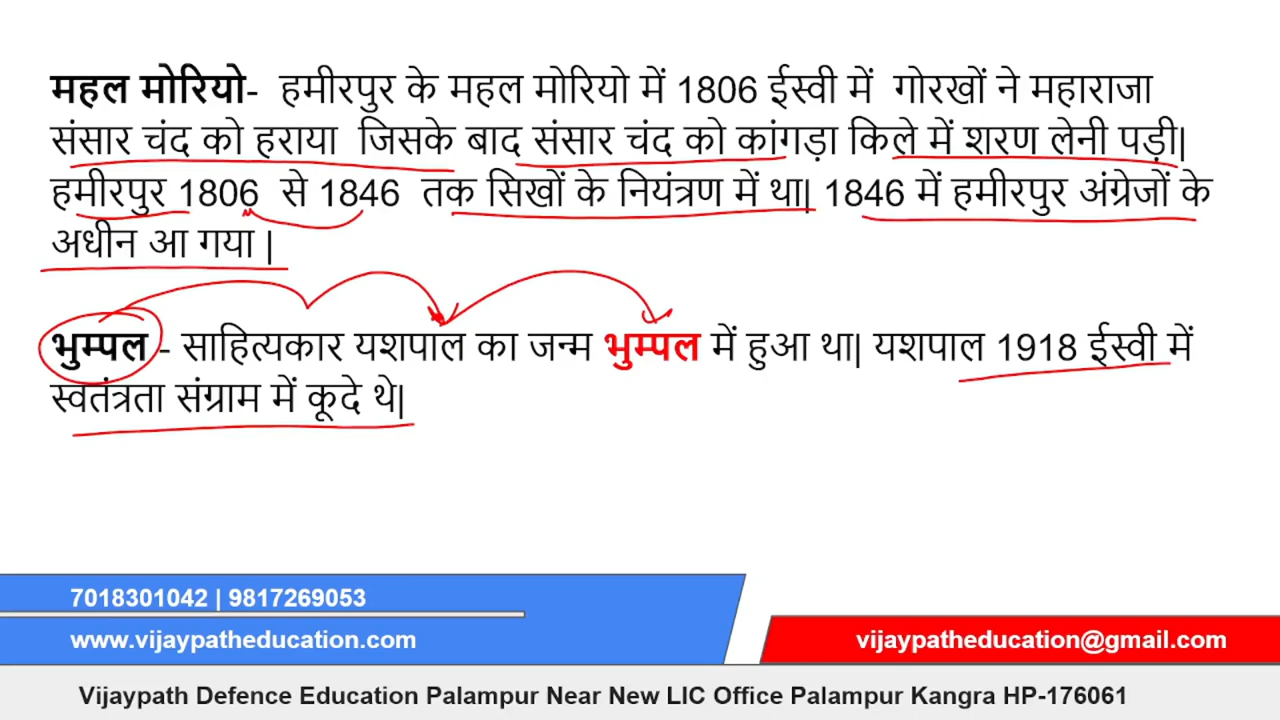 महल मोरियो- हमीरपुर के महल मोरियो में 1806 ईस्वी में गोरखों ने महाराजा
संसार चंद को हराया जिसके बाद संसार चंद को कांगड़ा किले में शरण लेनी पड़ी|
हमीरपुर 1806 से 1846 तक सिखों के नियंत्रण में था| 1846 में हमीरपुर अंग्रेजों के
अधीन आ गया |
भुम्पल - साहित्यकार यशपाल का जन्म भुम्पल में हुआ था| यशपाल 1918 ईस्वी में
स्वतंत्रता संग्राम में कूदे थे|
7018301042 | 9817269053
www.vijaypatheducation.com
vijaypatheducation@gmail.com
Vijaypath Defence Education Palampur Near New LIC Office Palampur Kangra HP-176061